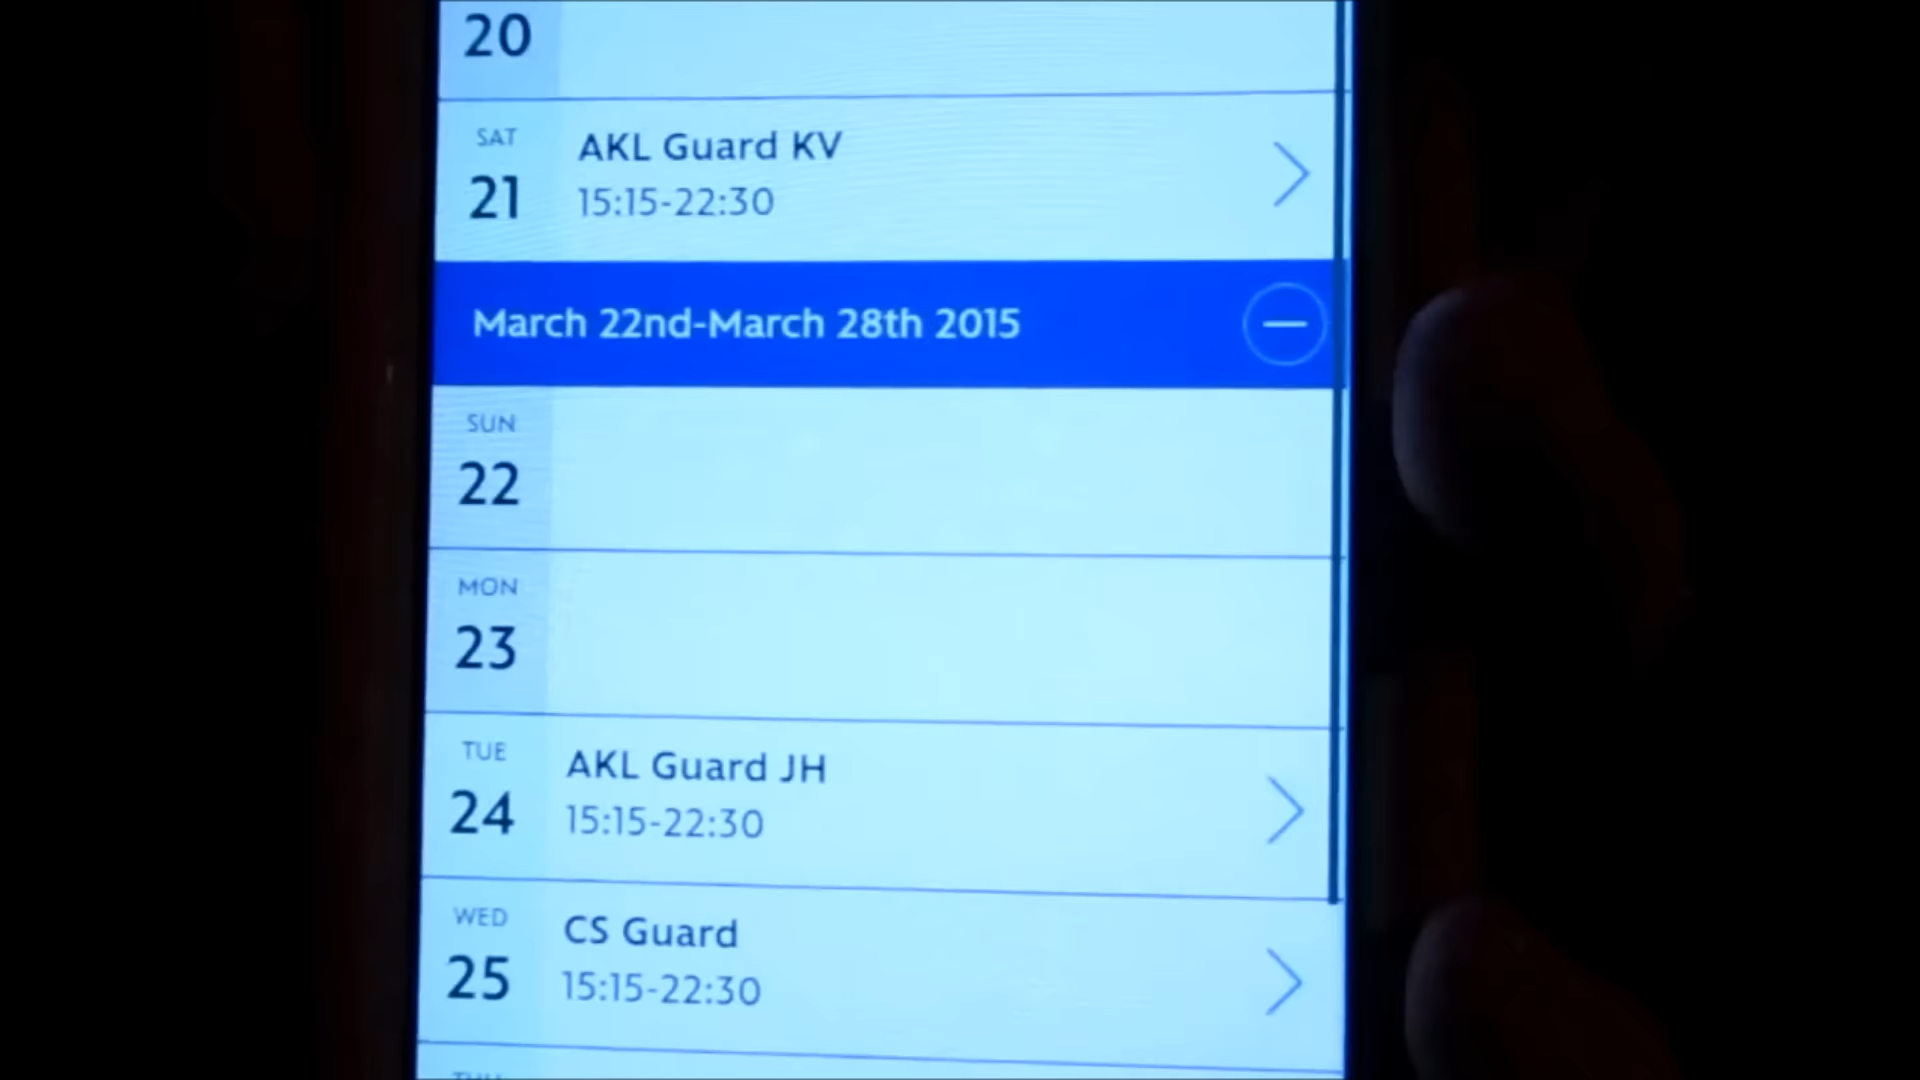 20
SAT
21
AKL Guard KV
15:15-22:30
March 22nd-March 28th 2015
SUN
22
MON
23
TUE
24
AKL Guard JH
15:15-22:30
WED
25
CS Guard
15:15-22:30